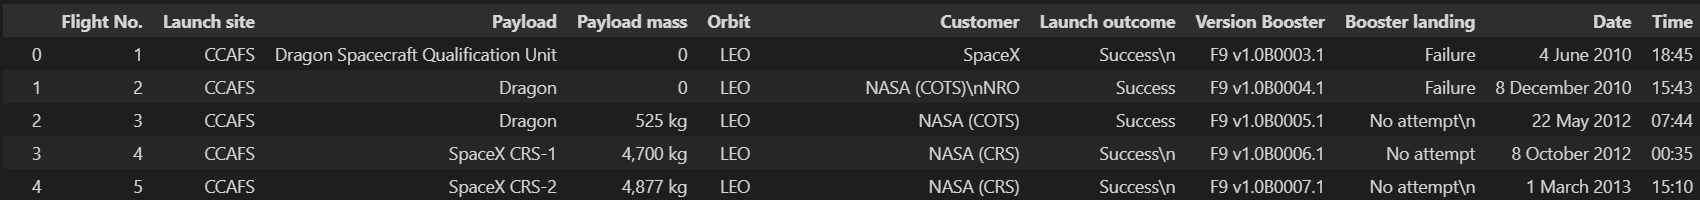 Flight No. Launch site Payload Payload mass Orbit Customer Launch outcome Version Booster Booster landing Date Time
0 1 CCAFS Dragon Spacecraft Qualification Unit 0 LEO SpaceX Success\n F9 v1.0B0003.1 Failure 4 June 2010 18:45
1 2 CCAFS Dragon 0 LEO NASA (COTS)\nNRO Success F9 v1.0B0004.1 Failure 8 December 2010 15:43
2 3 CCAFS Dragon 525 kg LEO NASA (COTS) Success F9 v1.0B0005.1 No attempt\n 22 May 2012 07:44
3 4 CCAFS SpaceX CRS-1 4,700 kg LEO NASA (CRS) Success\n F9 v1.0B0006.1 No attempt 8 October 2012 00:35
4 5 CCAFS SpaceX CRS-2 4,877 kg LEO NASA (CRS) Success\n F9 v1.0B0007.1 No attempt\n 1 March 2013 15:10